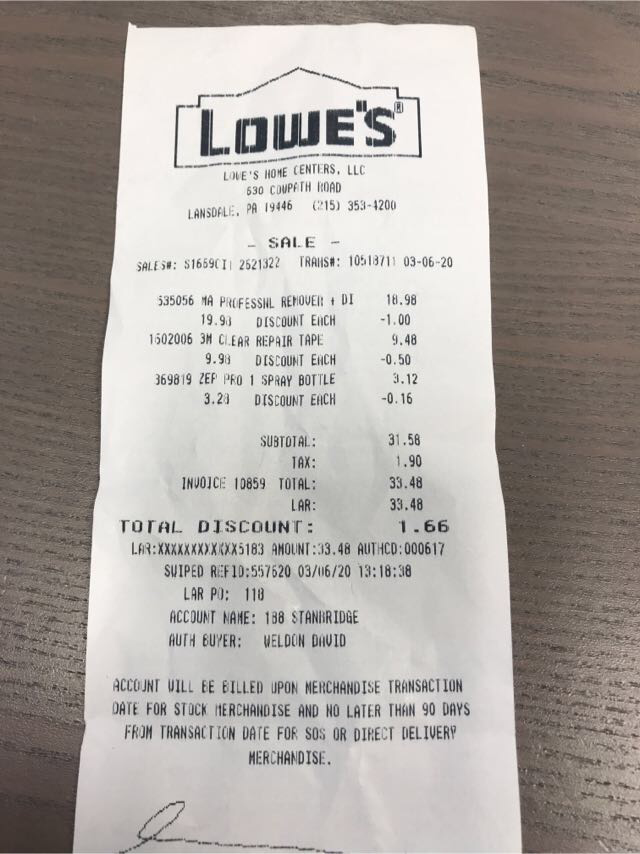 LOWE'S®
LOWE'S HOME CENTERS, LLC
630 COWPATH ROAD
LANSDALE, PA 19446 (215) 353-4200
- SALE -
SALES#: S1659CI1 2621322 TRANS#: 10518711 03-06-20
535056 MA PROFESSNL REMOVER + DI 18.98
19.98 DISCOUNT EACH -1.00
1602006 3M CLEAR REPAIR TAPE 9.48
9.98 DISCOUNT EACH -0.50
369819 ZEP PRO 1 SPRAY BOTTLE 3.12
3.28 DISCOUNT EACH -0.16
SUBTOTAL: 31.58
TAX: 1.90
INVOICE 10859 TOTAL: 33.48
LAR: 33.48
TOTAL DISCOUNT: 1.66
LAR:XXXXXXXXXXXX5183 AMOUNT:33.48 AUTHCD:000617
SWIPED REFID:557620 03/06/20 13:18:38
LAR PO: 118
ACCOUNT NAME: 188 STANBRIDGE
AUTH BUYER: WELDON DAVID
ACCOUNT WILL BE BILLED UPON MERCHANDISE TRANSACTION
DATE FOR STOCK MERCHANDISE AND NO LATER THAN 90 DAYS
FROM TRANSACTION DATE FOR SOS OR DIRECT DELIVERY
MERCHANDISE.